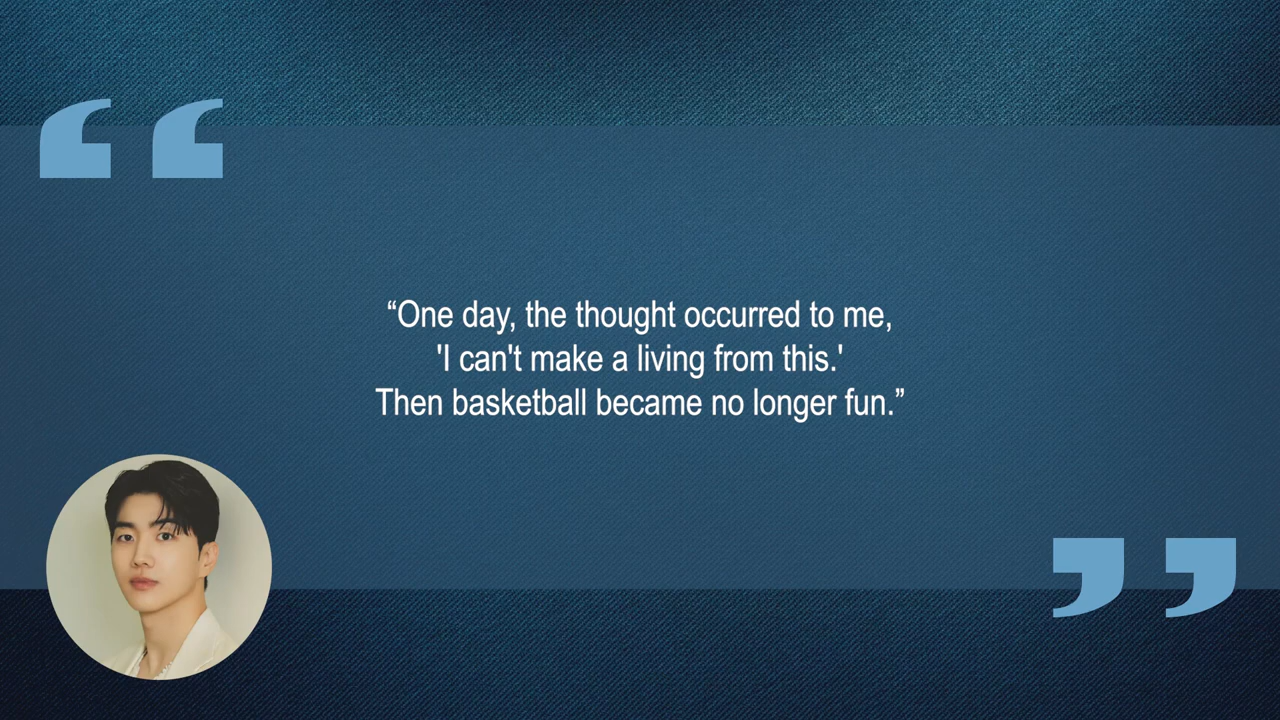 “One day, the thought occurred to me,
'I can't make a living from this.'
Then basketball became no longer fun.”